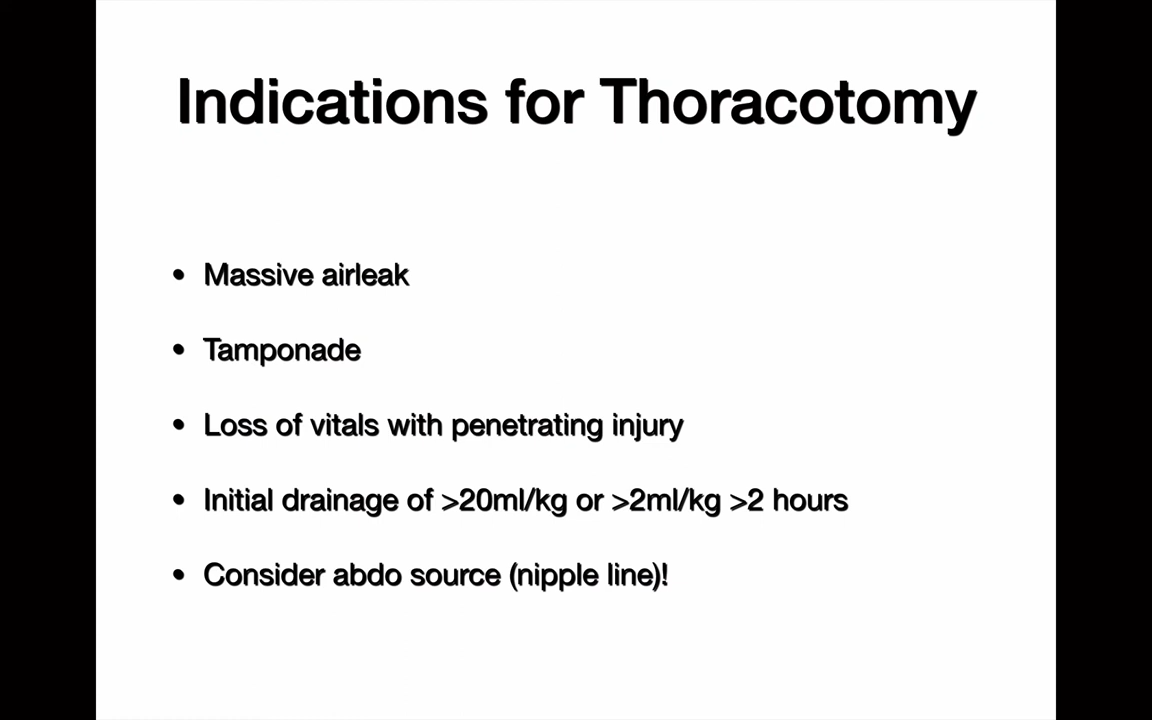 Indications for Thoracotomy
• Massive airleak
• Tamponade
• Loss of vitals with penetrating injury
• Initial drainage of >20ml/kg or >2ml/kg >2 hours
• Consider abdo source (nipple line)!